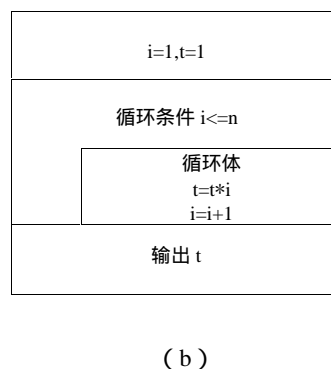 i=1,t=1
循环条件 i<=n
循环体
t=t*i
i=i+1
输出 t
（b）